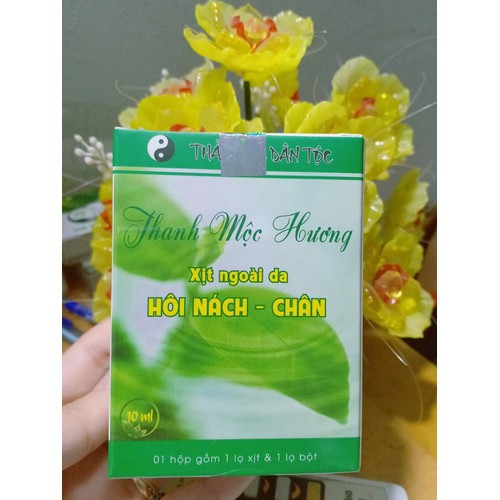 DÂN TỘC
Thanh Mộc Hương
Xịt ngoài da
HÔI NÁCH - CHÂN
10 ml
01 hộp gồm 1 lọ xịt & 1 lọ bột